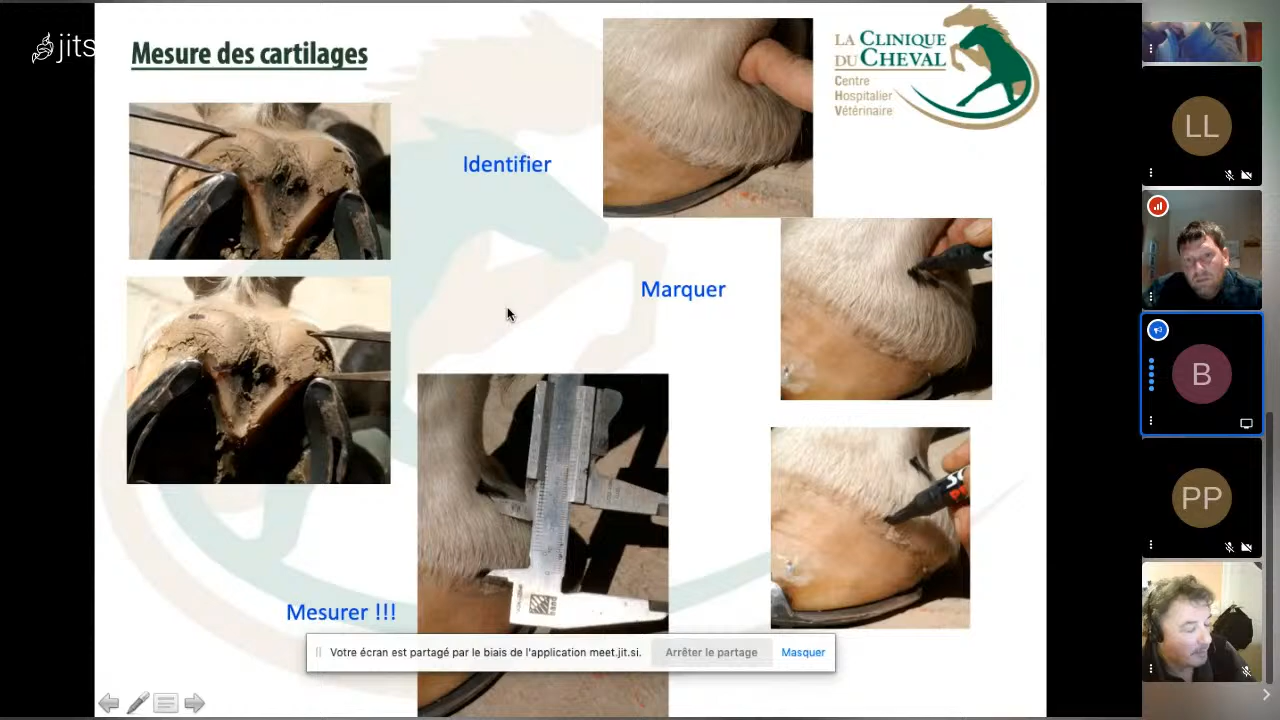 jits
Mesure des cartilages
LA CLINIQUE
DU CHEVAL
Centre
Hospitalier
Vétérinaire
Identifier
Marquer
Mesurer !!!
Votre écran est partagé par le biais de l'application meet.jit.si.
Arrêter le partage
Masquer
LL
B
PP